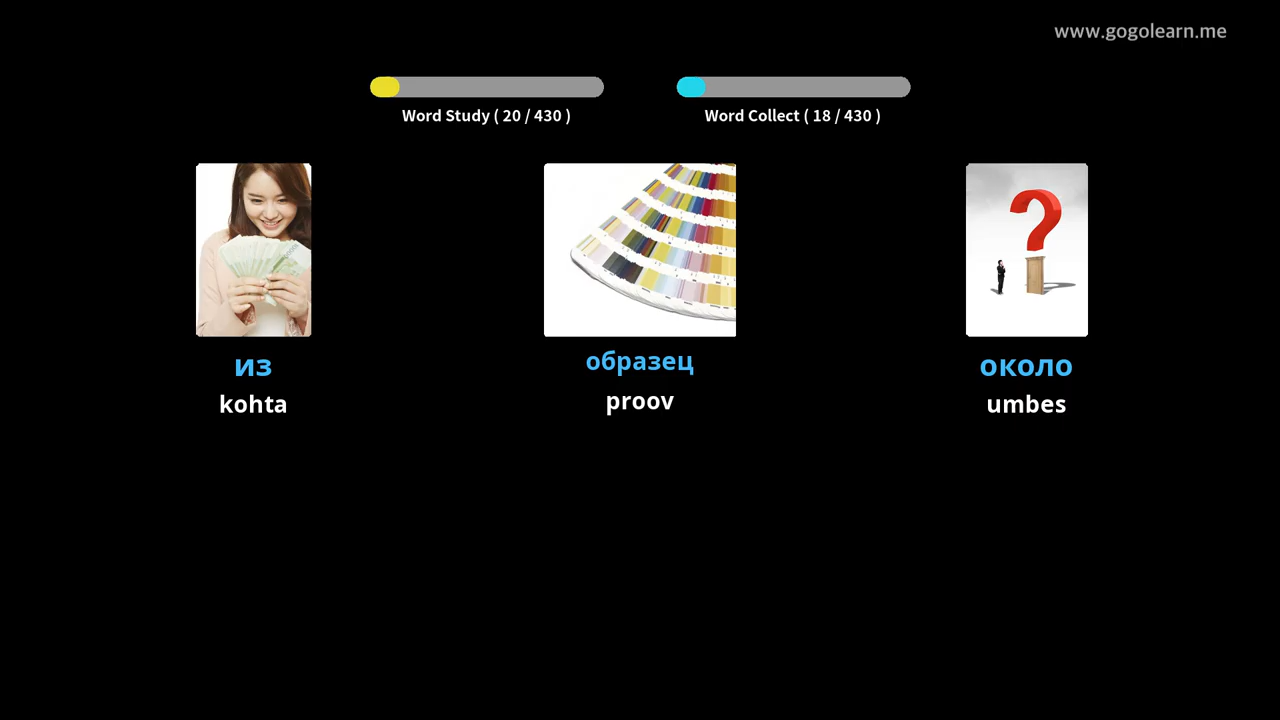 www.gogolearn.me
Word Study ( 20 / 430 )
Word Collect ( 18 / 430 )
из
kohta
образец
proov
около
umbes